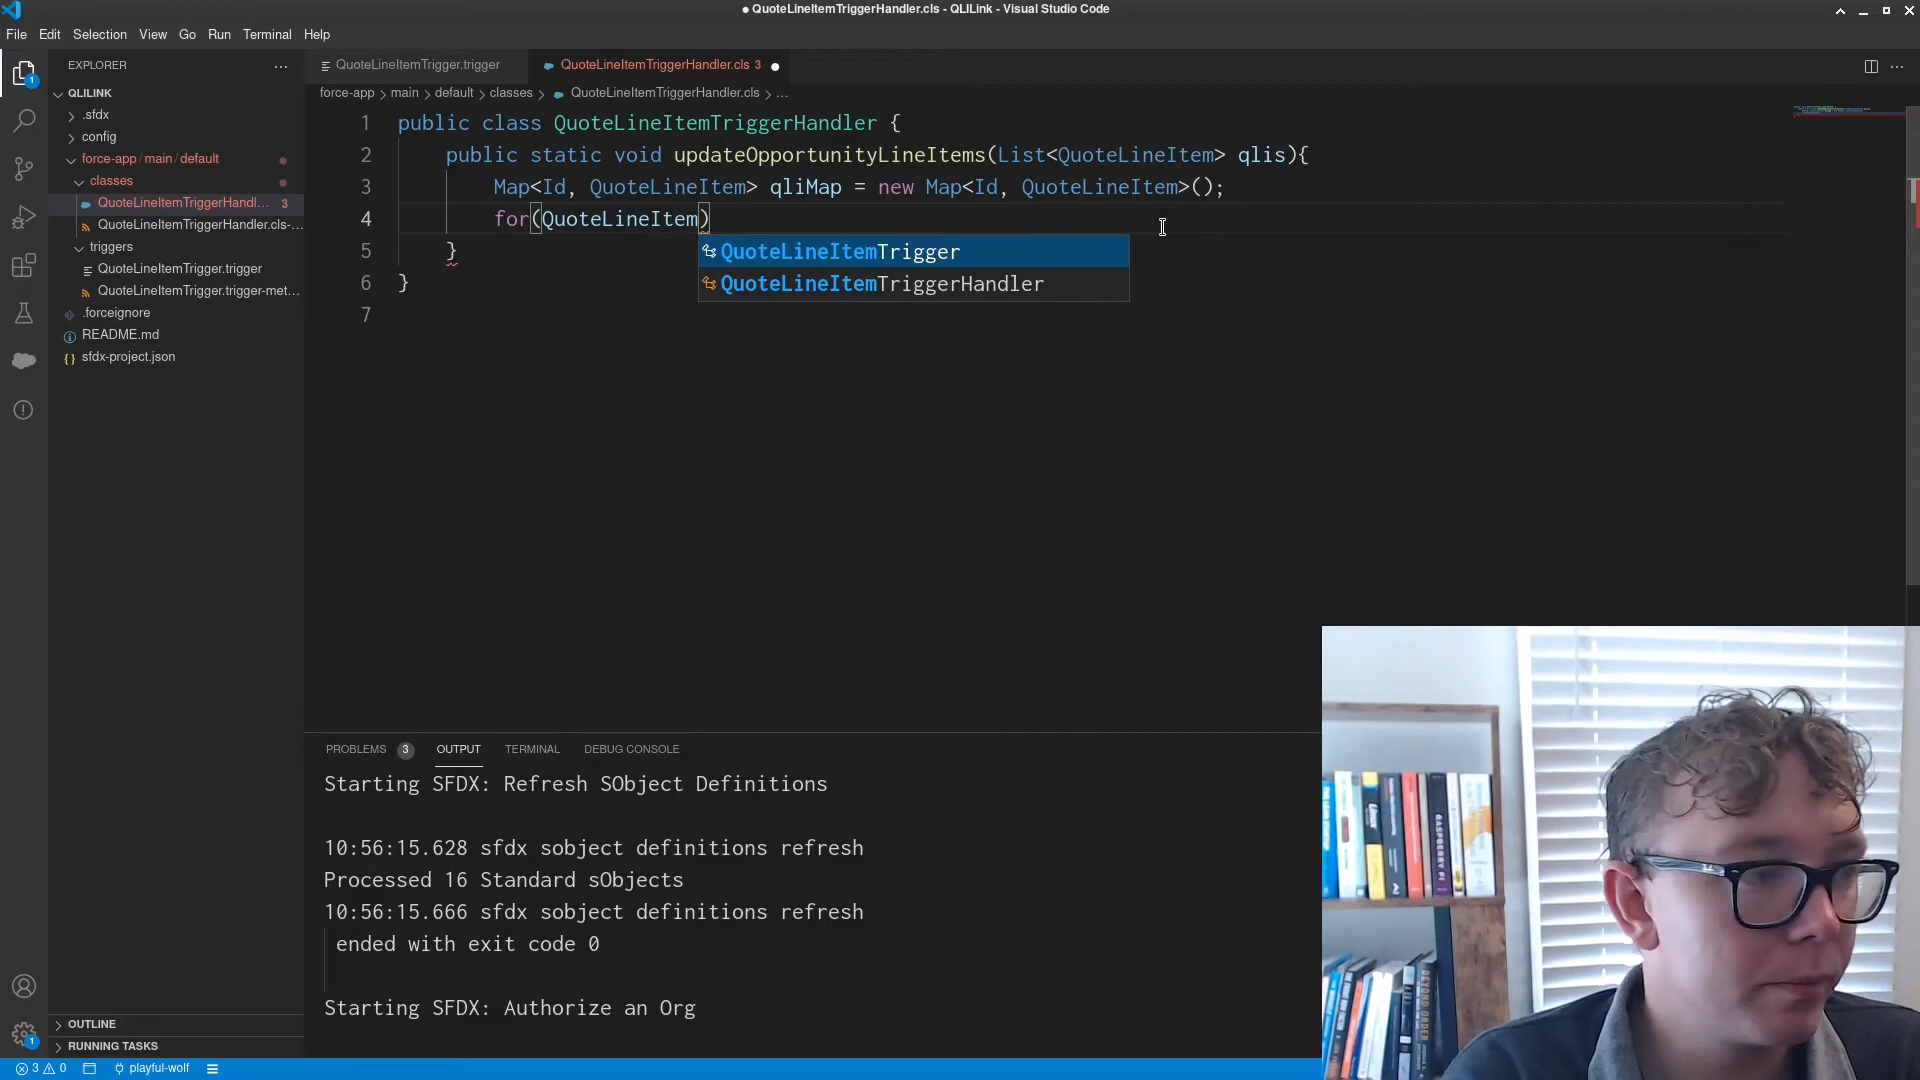 QuoteLineItemTriggerHandler.cls - QLILink - Visual Studio Code
File Edit Selection View Go Run Terminal Help
EXPLORER
QuoteLineItemTrigger.trigger
QuoteLineItemTriggerHandler.cls 3
QLILINK
force-app > main > default > classes > QuoteLineItemTriggerHandler.cls > ...
.sfdx
config
force-app / main / default
classes
QuoteLineItemTriggerHandl... 3
QuoteLineItemTriggerHandler.cls-...
triggers
QuoteLineItemTrigger.trigger
QuoteLineItemTrigger.trigger-met...
.forceignore
README.md
sfdx-project.json
OUTLINE
RUNNING TASKS
1 public class QuoteLineItemTriggerHandler {
2 public static void updateOpportunityLineItems(List<QuoteLineItem> qlis){
3 Map<Id, QuoteLineItem> qliMap = new Map<Id, QuoteLineItem>();
4 for(QuoteLineItem)
5 }
6 }
7
QuoteLineItemTrigger
QuoteLineItemTriggerHandler
PROBLEMS 3 OUTPUT TERMINAL DEBUG CONSOLE
Starting SFDX: Refresh SObject Definitions
10:56:15.628 sfdx sobject definitions refresh
Processed 16 Standard sObjects
10:56:15.666 sfdx sobject definitions refresh
ended with exit code 0
Starting SFDX: Authorize an Org
3 0 playful-wolf
1
1
RASPBERRY PI
BEYOND ORDER